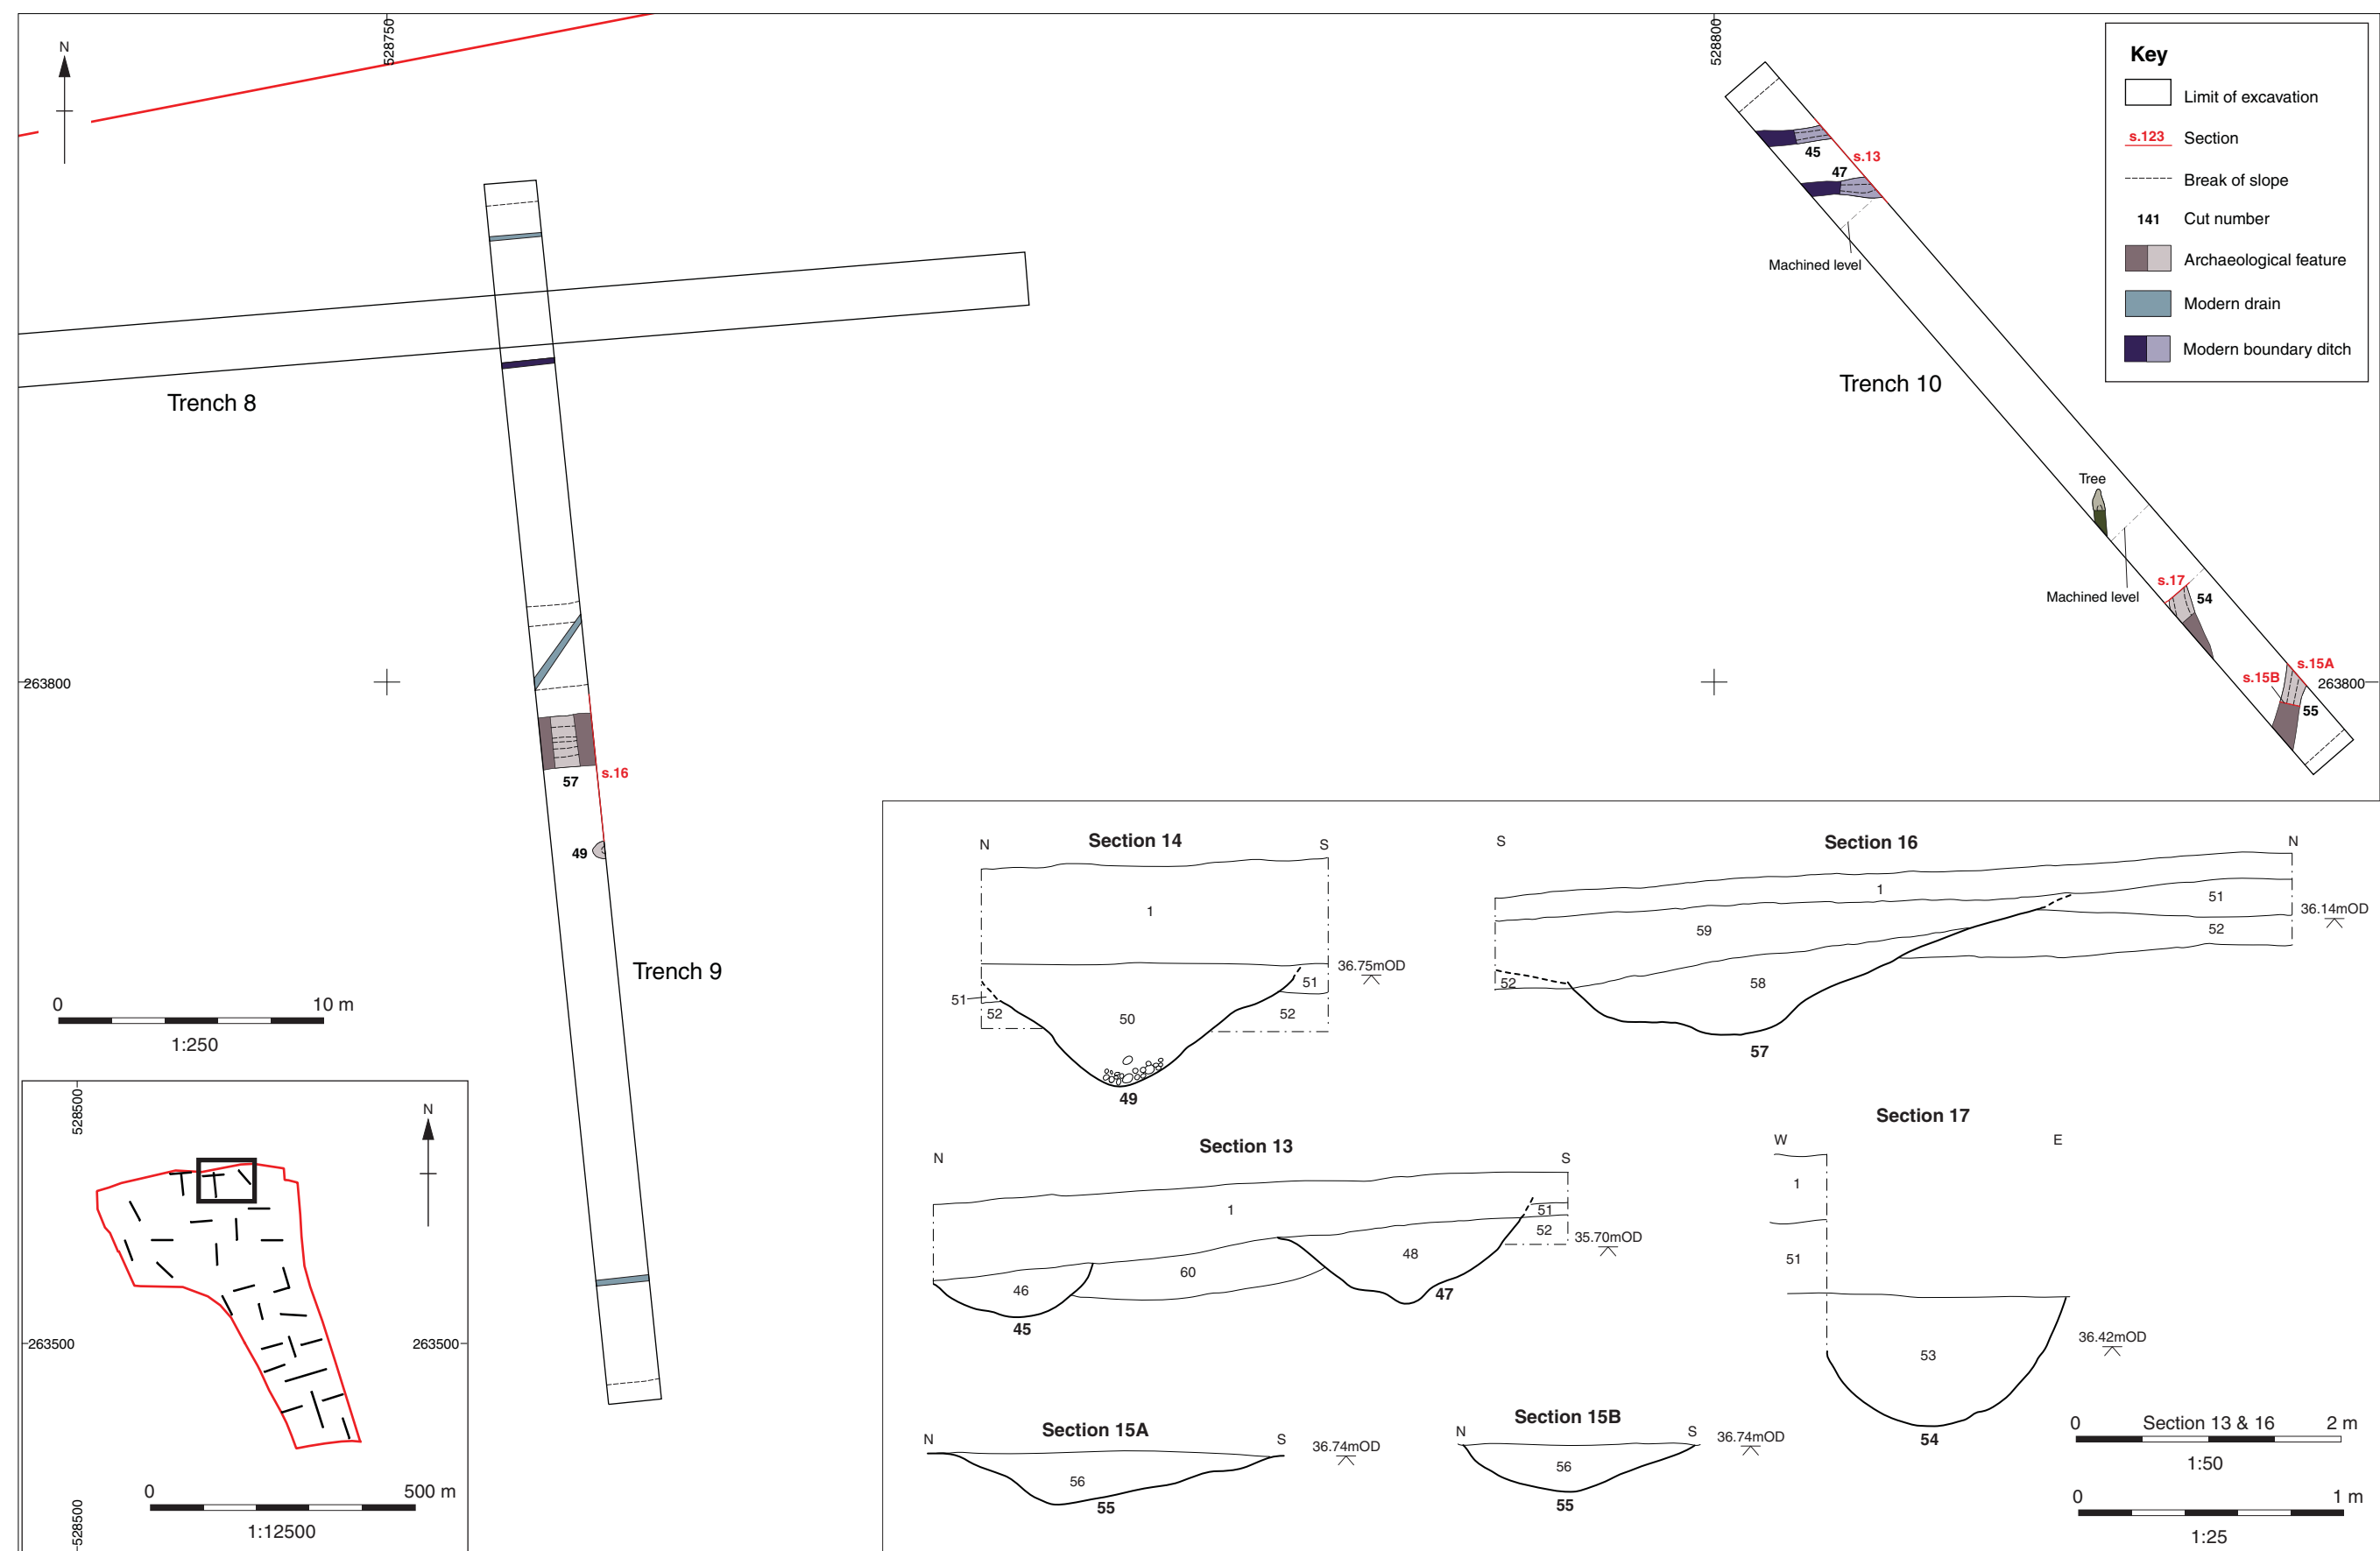 528750
528800
N
Key
Limit of excavation
s.123 Section
Break of slope
141 Cut number
Archaeological feature
Modern drain
Modern boundary ditch
45
s.13
47
Machined level
Trench 8
Trench 10
Tree
Machined level
s.17
54
s.15A
s.15B
263800
263800
55
57
s.16
49
Trench 9
0 10 m
1:250
528500
N
263500
263500
0 500 m
1:12500
528500
Section 14
N S
1
36.75mOD
51
51
52
52
50
49
Section 16
S N
1
51
36.14mOD
59
52
52
58
57
Section 13
N S
1
51
52
35.70mOD
48
60
46
47
45
Section 17
W E
1
51
36.42mOD
53
54
Section 15A
N S
36.74mOD
56
55
Section 15B
N S
36.74mOD
56
55
0 Section 13 & 16 2 m
1:50
0 1 m
1:25